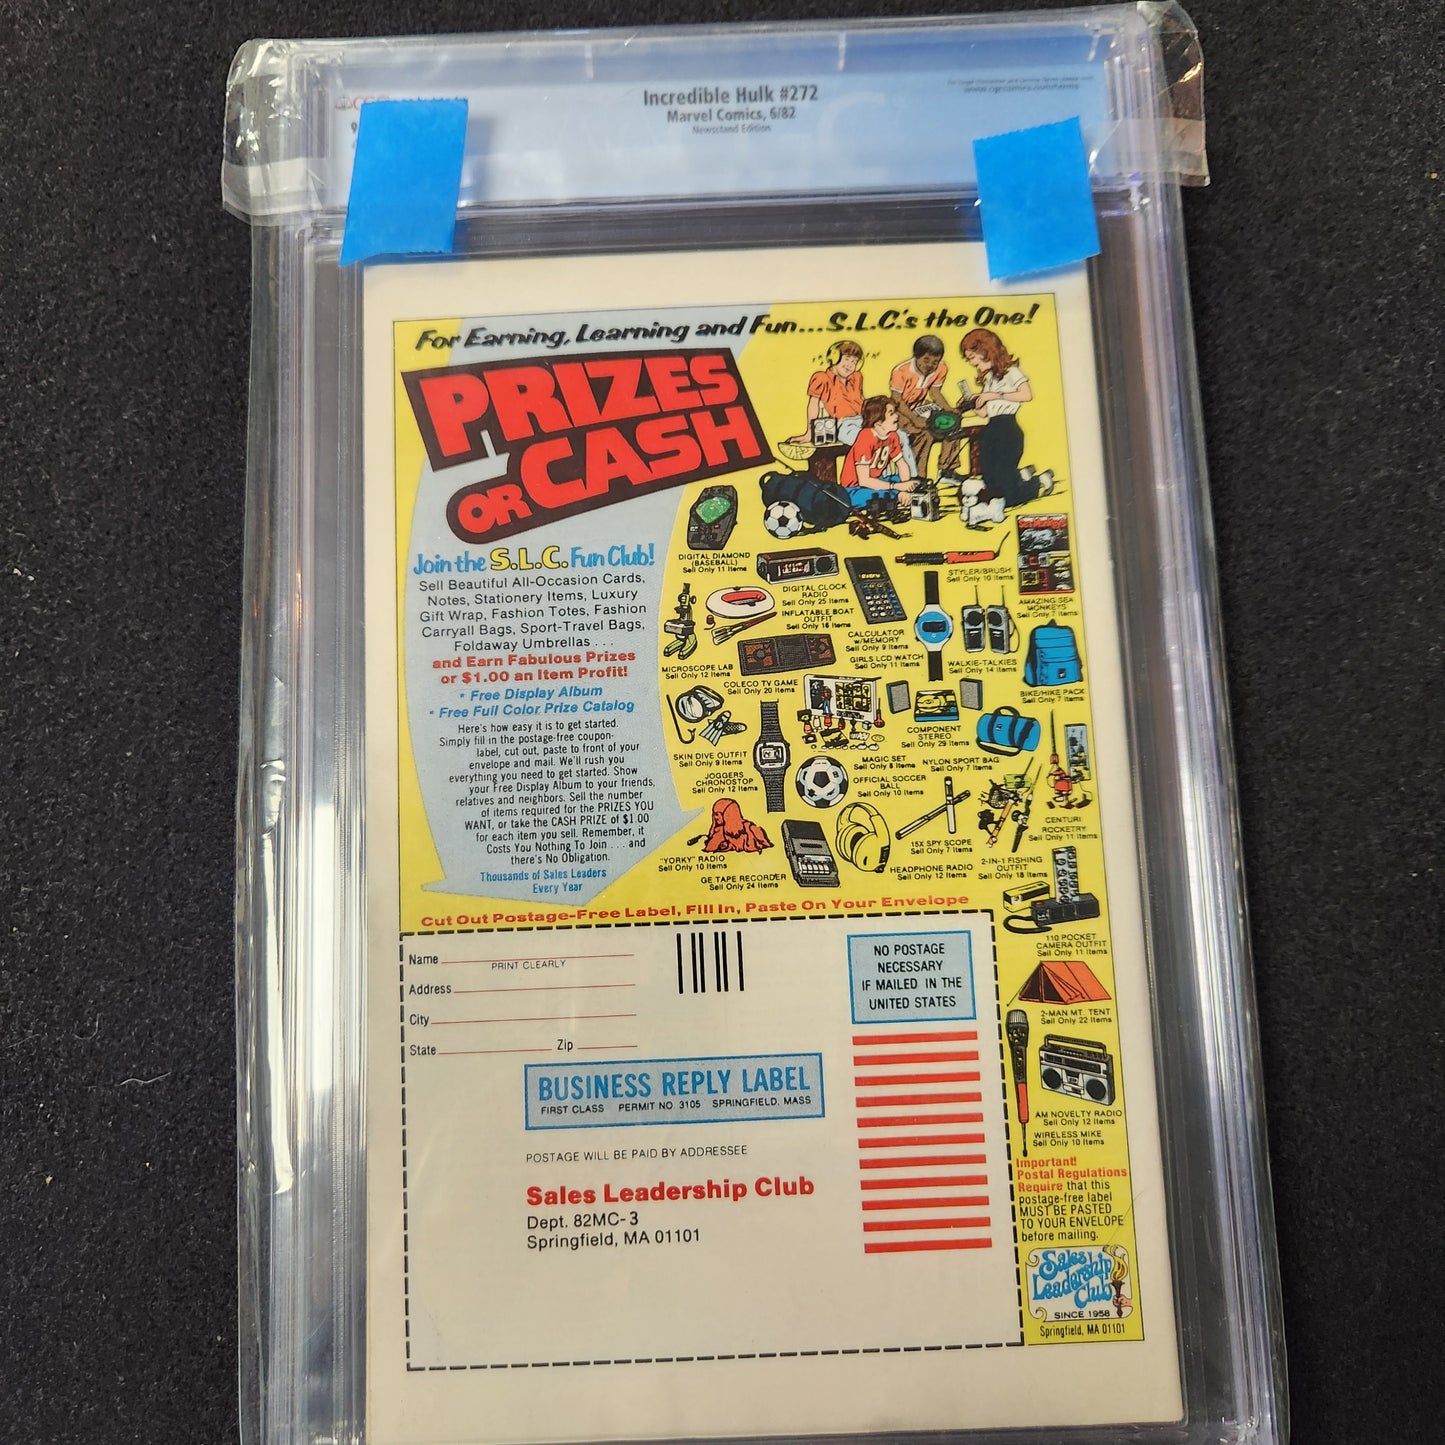 Incredible Hulk #272
Marvel Comics, 6/82
Newsstand Edition
www.cgccomics.com/terms
For Earning, Learning and Fun...S.L.C.'s the One!
PRIZES
OR CASH
Join the S.L.C. Fun Club!
Sell Beautiful All-Occasion Cards,
Notes, Stationery Items, Luxury
Gift Wrap, Fashion Totes, Fashion
Carryall Bags, Sport-Travel Bags,
Foldaway Umbrellas . . .
and Earn Fabulous Prizes
or $1.00 an Item Profit!
* Free Display Album
* Free Full Color Prize Catalog
Here's how easy it is to get started.
Simply fill in the postage-free coupon-
label, cut out, paste to front of your
envelope and mail. We'll rush you
everything you need to get started. Show
your Free Display Album to your friends,
relatives and neighbors. Sell the number
of items required for the PRIZES YOU
WANT, or take the CASH PRIZE of $1.00
for each item you sell. Remember, it
Costs You Nothing To Join . . . and
there's No Obligation.
Thousands of Sales Leaders
Every Year
19
DIGITAL DIAMOND
(BASEBALL)
Sell Only 11 Items
DIGITAL CLOCK
RADIO
Sell Only 25 Items
STYLER/BRUSH
Sell Only 10 Items
AMAZING SEA
MONKEYS
Sell Only 7 Items
INFLATABLE BOAT
OUTFIT
Sell Only 16 Items
CALCULATOR
w/MEMORY
Sell Only 9 Items
MICROSCOPE LAB
Sell Only 12 Items
GIRLS LCD WATCH
Sell Only 11 Items
WALKIE-TALKIES
Sell Only 14 Items
COLECO TV GAME
Sell Only 20 Items
BIKE/HIKE PACK
Sell Only 7 Items
COMPONENT
STEREO
Sell Only 29 Items
SKIN DIVE OUTFIT
Sell Only 9 Items
MAGIC SET
Sell Only 8 Items
NYLON SPORT BAG
Sell Only 7 Items
JOGGERS
CHRONOSTOP
Sell Only 12 Items
OFFICIAL SOCCER
BALL
Sell Only 10 Items
CENTURI
ROCKETRY
Sell Only 11 Items
15X SPY SCOPE
Sell Only 7 Items
"YORKY" RADIO
Sell Only 10 Items
GE TAPE RECORDER
Sell Only 24 Items
HEADPHONE RADIO
Sell Only 12 Items
2-IN-1 FISHING
OUTFIT
Sell Only 18 Items
110 POCKET
CAMERA OUTFIT
Sell Only 11 Items
2-MAN MT. TENT
Sell Only 22 Items
AM NOVELTY RADIO
Sell Only 12 Items
WIRELESS MIKE
Sell Only 10 Items
Cut Out Postage-Free Label, Fill In, Paste On Your Envelope
Name
PRINT CLEARLY
Address
City
State Zip
NO POSTAGE
NECESSARY
IF MAILED IN THE
UNITED STATES
BUSINESS REPLY LABEL
FIRST CLASS PERMIT NO. 3105 SPRINGFIELD, MASS
POSTAGE WILL BE PAID BY ADDRESSEE
Sales Leadership Club
Dept. 82MC-3
Springfield, MA 01101
Important!
Postal Regulations
Require that this
postage-free label
MUST BE PASTED
TO YOUR ENVELOPE
before mailing.
Sales
Leadership
Club
SINCE 1958
Springfield, MA 01101